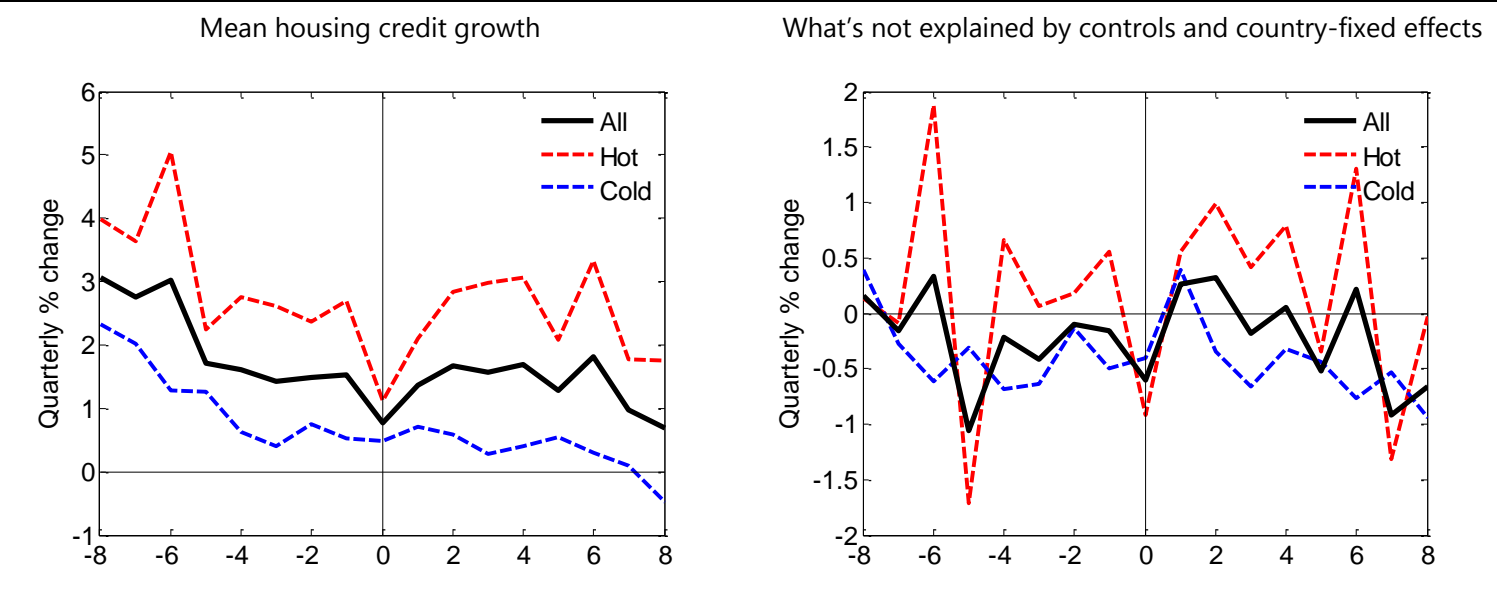 Mean housing credit growth
What's not explained by controls and country-fixed effects
Quarterly % change
6
5
4
3
2
1
0
-1
-8 -6 -4 -2 0 2 4 6 8
All
Hot
Cold
Quarterly % change
2
1.5
1
0.5
0
-0.5
-1
-1.5
-2
-8 -6 -4 -2 0 2 4 6 8
All
Hot
Cold